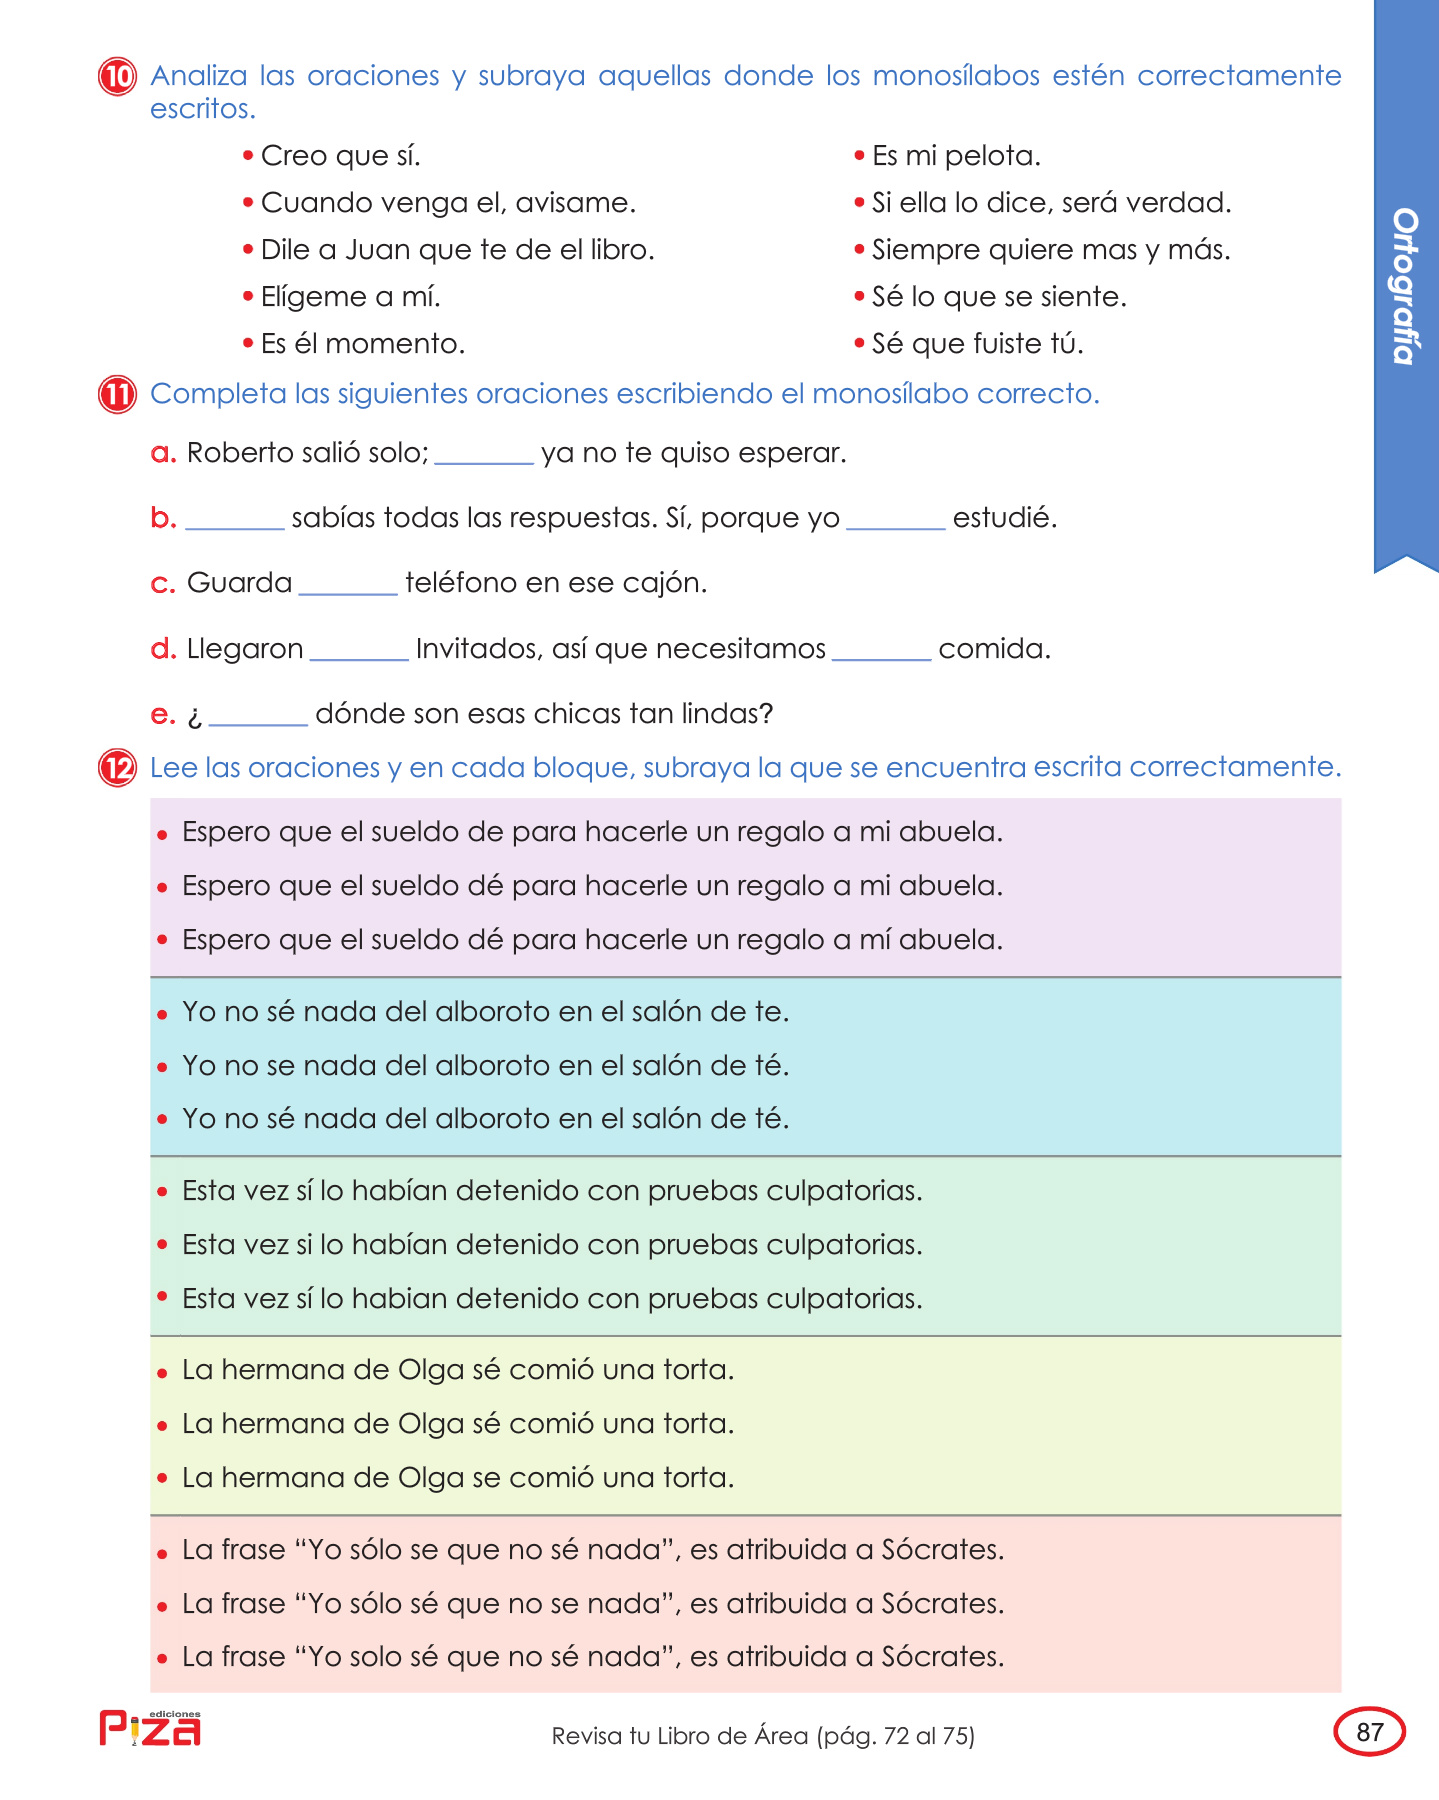 10 Analiza las oraciones y subraya aquellas donde los monosílabos estén correctamente
escritos.
• Creo que sí.
• Cuando venga el, avisame.
• Dile a Juan que te de el libro.
• Elígeme a mí.
• Es él momento.
• Es mi pelota.
• Si ella lo dice, será verdad.
• Siempre quiere mas y más.
• Sé lo que se siente.
• Sé que fuiste tú.
Ortografía
11 Completa las siguientes oraciones escribiendo el monosílabo correcto.
a. Roberto salió solo; _______ ya no te quiso esperar.
b. _______ sabías todas las respuestas. Sí, porque yo _______ estudié.
c. Guarda _______ teléfono en ese cajón.
d. Llegaron _______ Invitados, así que necesitamos _______ comida.
e. ¿ _______ dónde son esas chicas tan lindas?
12 Lee las oraciones y en cada bloque, subraya la que se encuentra escrita correctamente.
• Espero que el sueldo de para hacerle un regalo a mi abuela.
• Espero que el sueldo dé para hacerle un regalo a mi abuela.
• Espero que el sueldo dé para hacerle un regalo a mí abuela.
• Yo no sé nada del alboroto en el salón de te.
• Yo no se nada del alboroto en el salón de té.
• Yo no sé nada del alboroto en el salón de té.
• Esta vez sí lo habían detenido con pruebas culpatorias.
• Esta vez si lo habían detenido con pruebas culpatorias.
• Esta vez sí lo habian detenido con pruebas culpatorias.
• La hermana de Olga sé comió una torta.
• La hermana de Olga sé comió una torta.
• La hermana de Olga se comió una torta.
• La frase “Yo sólo se que no sé nada”, es atribuida a Sócrates.
• La frase “Yo sólo sé que no se nada”, es atribuida a Sócrates.
• La frase “Yo solo sé que no sé nada”, es atribuida a Sócrates.
ediciones
Piza
Revisa tu Libro de Área (pág. 72 al 75)
87